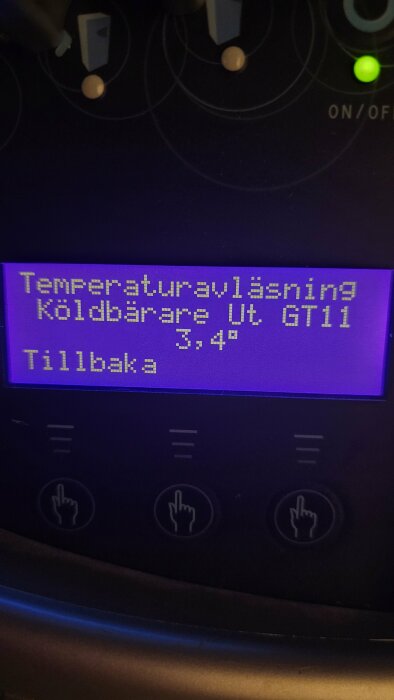 ON/OFF
Temperaturavläsning
Köldbärare Ut GT11
3,4°
Tillbaka